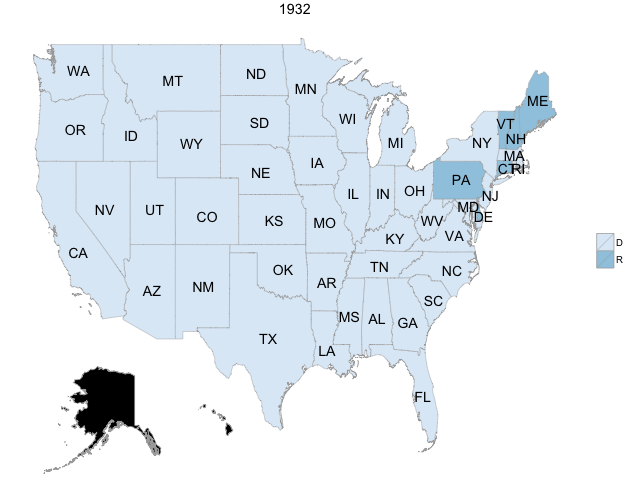 1932
WA
MT
ND
MN
ME
OR
ID
WY
SD
WI
MI
NY
VT
NH
MA
CT
RI
NE
IA
PA
NV
UT
CO
KS
MO
IL
IN
OH
NJ
MD
DE
WV
VA
KY
CA
AZ
NM
OK
AR
TN
NC
SC
TX
LA
MS
AL
GA
FL
D
R